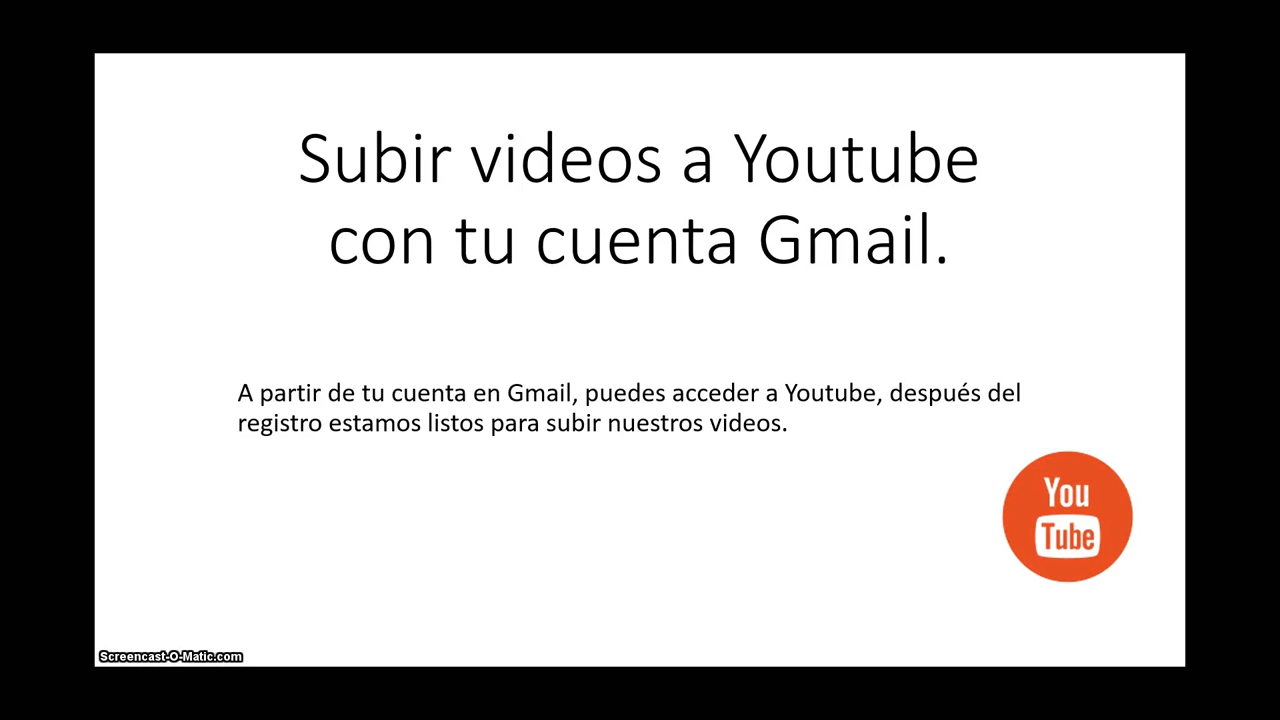 Subir videos a Youtube
con tu cuenta Gmail.
A partir de tu cuenta en Gmail, puedes acceder a Youtube, después del
registro estamos listos para subir nuestros videos.
You
Tube
Screencast-O-Matic.com